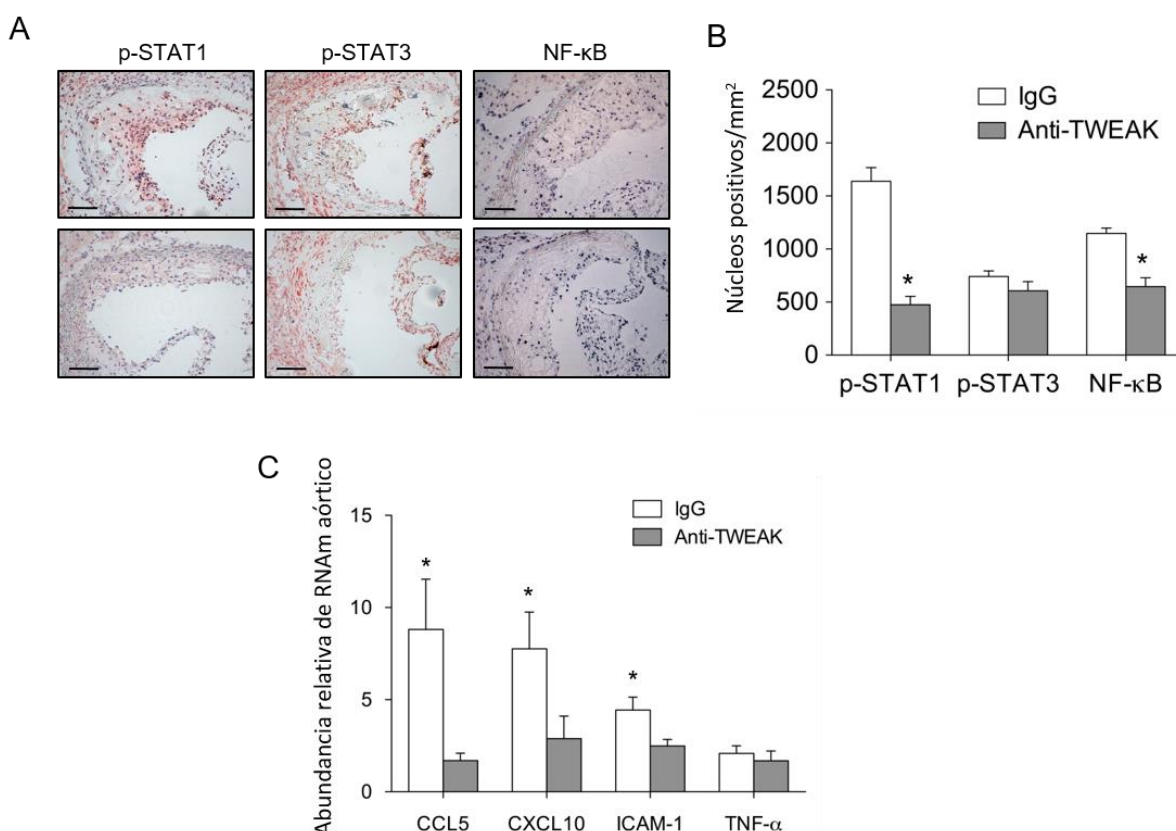 A
p-STAT1
p-STAT3
NF-κB
B
Núcleos positivos/mm²
2500
2000
1500
1000
500
0
IgG
Anti-TWEAK
*
*
p-STAT1
p-STAT3
NF-κB
C
Abundancia relativa de RNAm aórtico
15
10
5
0
IgG
Anti-TWEAK
*
*
*
CCL5
CXCL10
ICAM-1
TNF-α